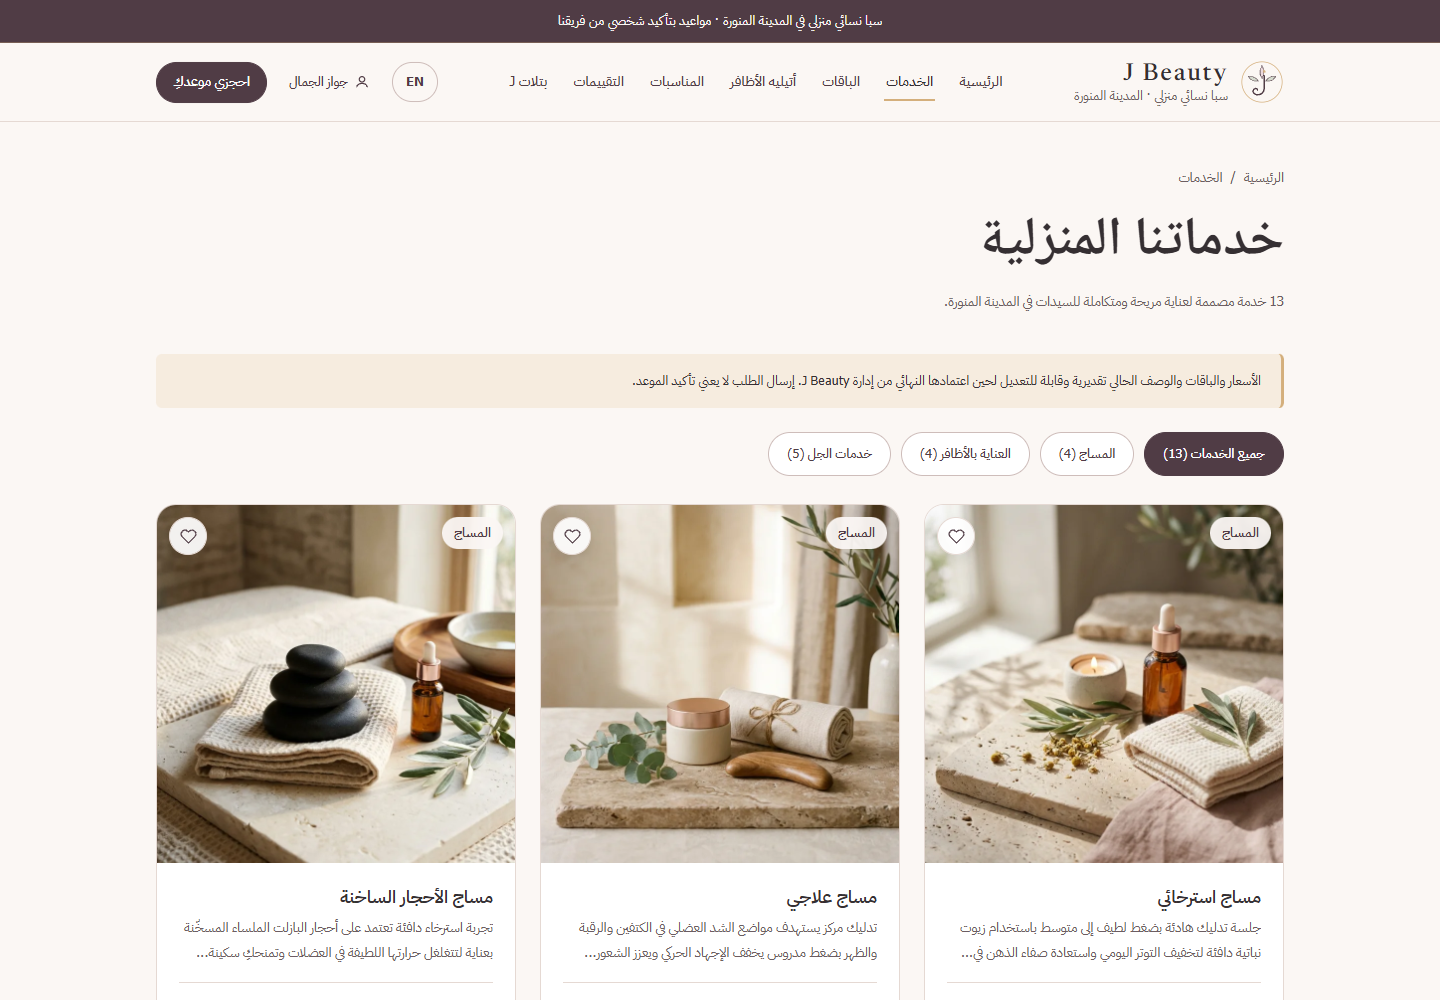 سبا نسائي منزلي في المدينة المنورة · مواعيد بتأكيد شخصي من فريقنا
J Beauty
سبا نسائي منزلي · المدينة المنورة
الرئيسية
الخدمات
الباقات
أتيليه الأظافر
المناسبات
التقييمات
بتلات J
EN
جواز الجمال
احجزي موعدكِ
الرئيسية / الخدمات
خدماتنا المنزلية
13 خدمة مصممة لعناية مريحة ومتكاملة للسيدات في المدينة المنورة.
الأسعار والباقات والوصف الحالي تقديرية وقابلة للتعديل لحين اعتمادها النهائي من إدارة J Beauty. إرسال الطلب لا يعني تأكيد الموعد.
جميع الخدمات (13)
المساج (4)
العناية بالأظافر (4)
خدمات الجل (5)
المساج
مساج استرخائي
جلسة تدليك هادئة بضغط لطيف إلى متوسط باستخدام زيوت
نباتية دافئة لتخفيف التوتر اليومي واستعادة صفاء الذهن في...
المساج
مساج علاجي
تدليك مركز يستهدف مواضع الشد العضلي في الكتفين والرقبة
والظهر بضغط مدروس يخفف الإجهاد الحركي ويعزز الشعور...
المساج
مساج الأحجار الساخنة
تجربة استرخاء دافئة تعتمد على أحجار البازلت الملساء المسخّنة
بعناية لتتغلغل حرارتها اللطيفة في العضلات وتمنحكِ سكينة...